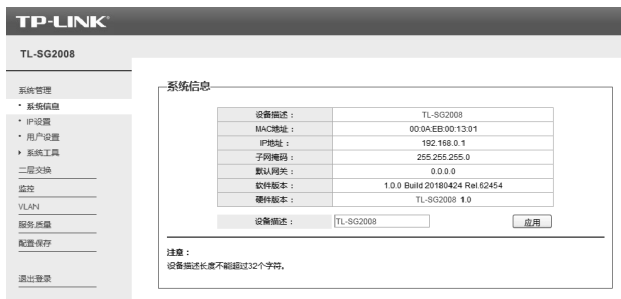 TP-LINK®
TL-SG2008
系统管理
· 系统信息
· IP设置
· 用户设置
▸ 系统工具
二层交换
监控
VLAN
服务质量
配置保存
退出登录
系统信息
设备描述： TL-SG2008
MAC地址： 00:0A:EB:00:13:01
IP地址： 192.168.0.1
子网掩码： 255.255.255.0
默认网关： 0.0.0.0
软件版本： 1.0.0 Build 20180424 Rel.62454
硬件版本： TL-SG2008 1.0
设备描述： TL-SG2008 应用
注意：
设备描述长度不能超过32个字符。